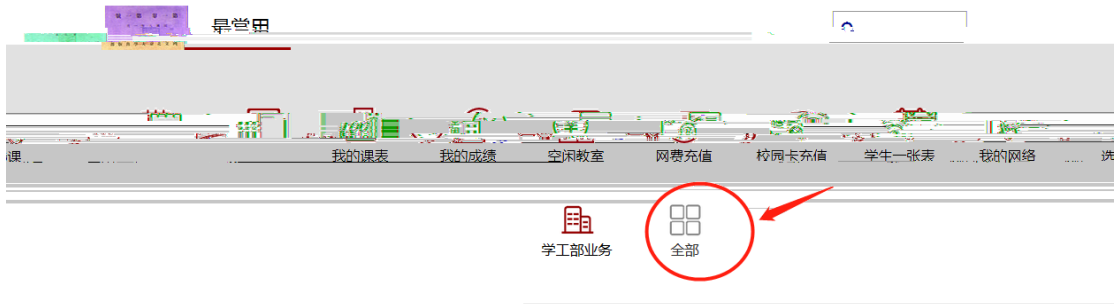 最常用
课
我的课表 我的成绩 空闲教室 网费充值 校园卡充值 学生一张表 我的网络 选
学工部业务 全部